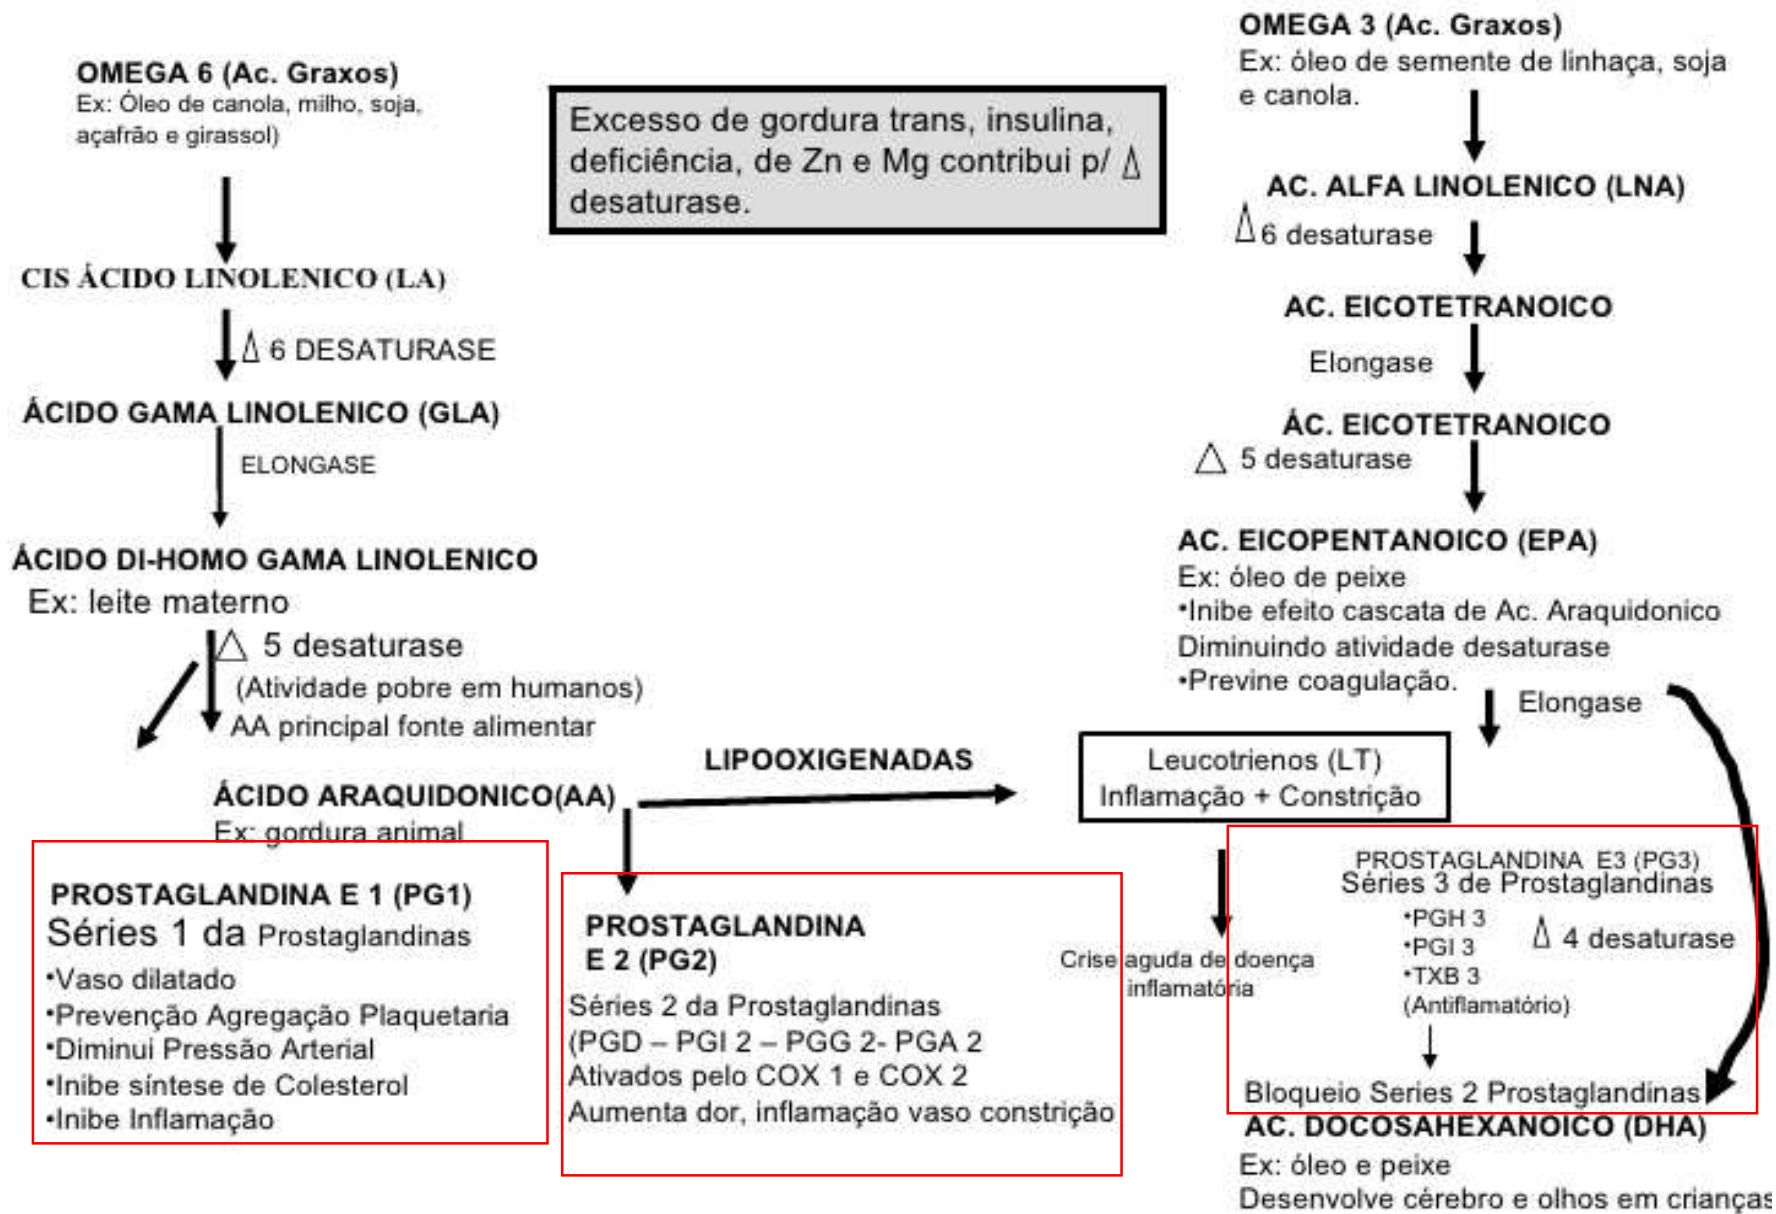 OMEGA 6 (Ac. Graxos)
Ex: Óleo de canola, milho, soja,
açafrão e girassol)
CIS ÁCIDO LINOLENICO (LA)
Δ 6 DESATURASE
ÁCIDO GAMA LINOLENICO (GLA)
ELONGASE
ÁCIDO DI-HOMO GAMA LINOLENICO
Ex: leite materno
Δ 5 desaturase
(Atividade pobre em humanos)
AA principal fonte alimentar
ÁCIDO ARAQUIDONICO(AA)
Ex: gordura animal
PROSTAGLANDINA E 1 (PG1)
Séries 1 da Prostaglandinas
•Vaso dilatado
•Prevenção Agregação Plaquetaria
•Diminui Pressão Arterial
•Inibe síntese de Colesterol
•Inibe Inflamação
Excesso de gordura trans, insulina,
deficiência, de Zn e Mg contribui p/ Δ
desaturase.
LIPOOXIGENADAS
PROSTAGLANDINA
E 2 (PG2)
Séries 2 da Prostaglandinas
(PGD – PGI 2 – PGG 2- PGA 2
Ativados pelo COX 1 e COX 2
Aumenta dor, inflamação vaso constrição
OMEGA 3 (Ac. Graxos)
Ex: óleo de semente de linhaça, soja
e canola.
AC. ALFA LINOLENICO (LNA)
Δ 6 desaturase
AC. EICOTETRANOICO
Elongase
ÁC. EICOTETRANOICO
Δ 5 desaturase
AC. EICOPENTANOICO (EPA)
Ex: óleo de peixe
•Inibe efeito cascata de Ac. Araquidonico
Diminuindo atividade desaturase
•Previne coagulação.
Elongase
Leucotrienos (LT)
Inflamação + Constrição
Crise aguda de doença
inflamatória
PROSTAGLANDINA E3 (PG3)
Séries 3 de Prostaglandinas
•PGH 3
•PGI 3
•TXB 3
(Antiflamatório)
Δ 4 desaturase
Bloqueio Series 2 Prostaglandinas
AC. DOCOSAHEXANOICO (DHA)
Ex: óleo e peixe
Desenvolve cérebro e olhos em crianças